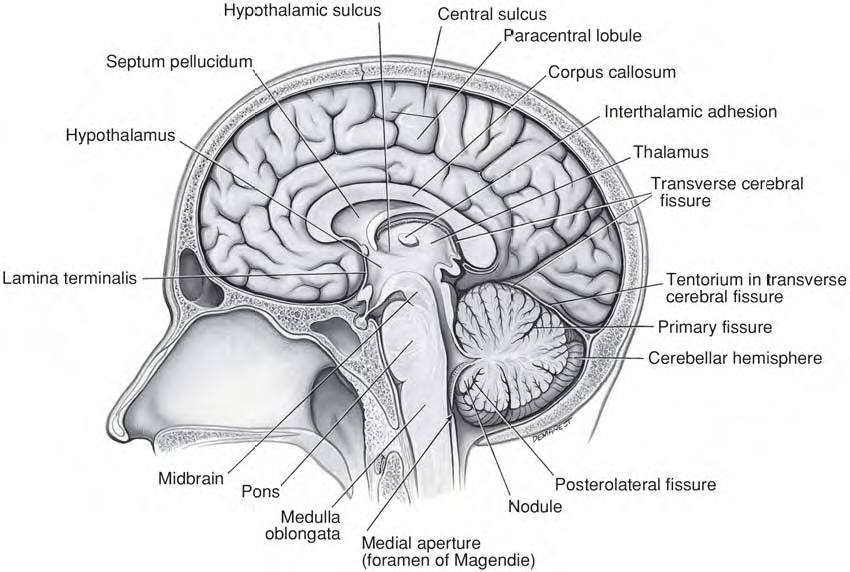 Hypothalamic sulcus
Central sulcus
Paracentral lobule
Septum pellucidum
Corpus callosum
Interthalamic adhesion
Hypothalamus
Thalamus
Transverse cerebral
fissure
Lamina terminalis
Tentorium in transverse
cerebral fissure
Primary fissure
Cerebellar hemisphere
DEMAREST
Midbrain
Pons
Posterolateral fissure
Nodule
Medulla
oblongata
Medial aperture
(foramen of Magendie)